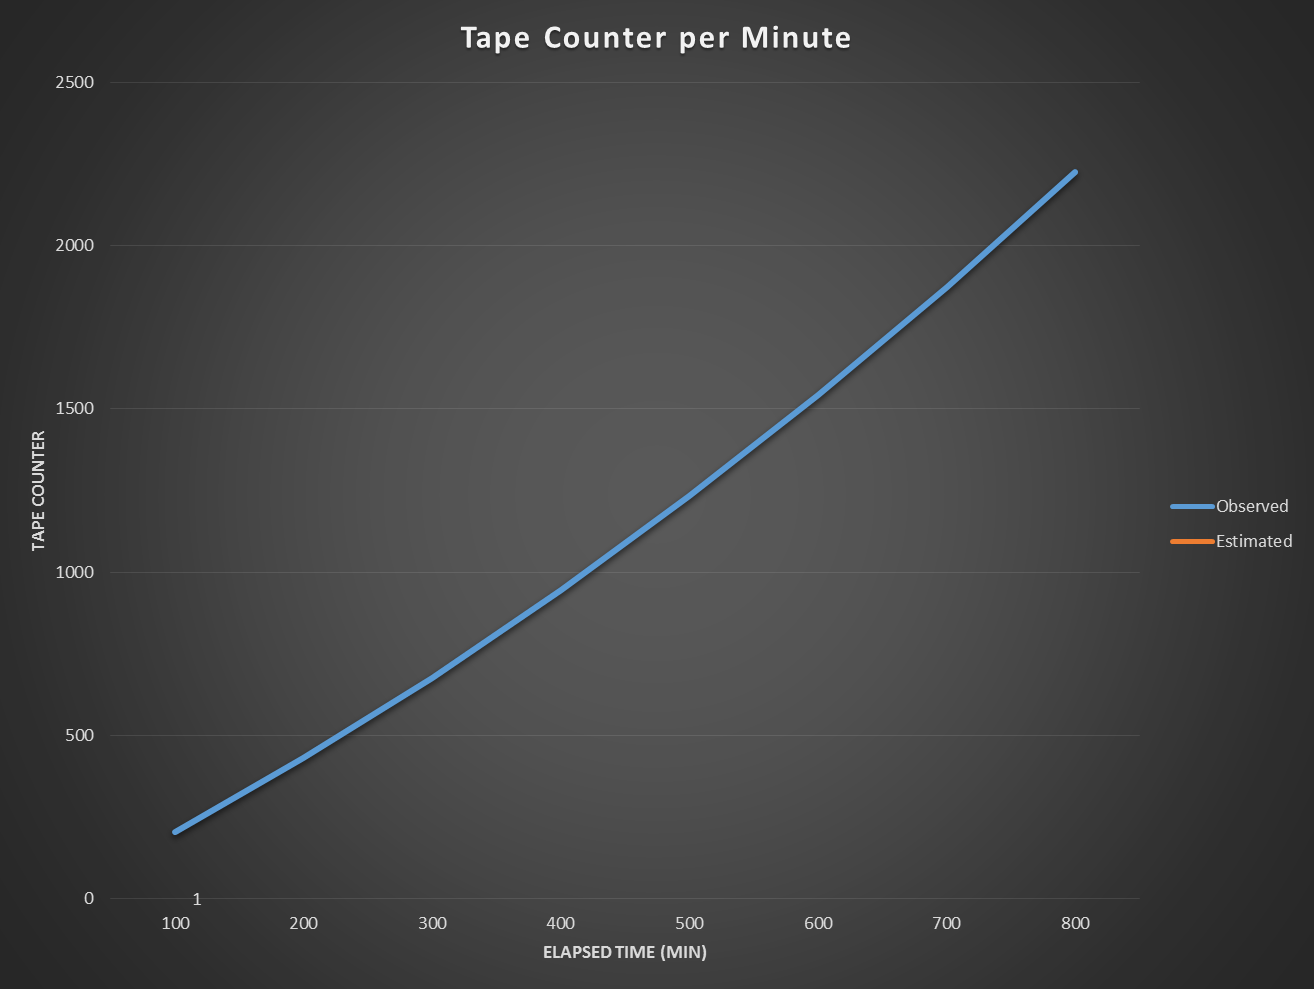 Tape Counter per Minute
2500
2000
1500
1000
500
0
TAPE COUNTER
1
100 200 300 400 500 600 700 800
ELAPSED TIME (MIN)
Observed
Estimated